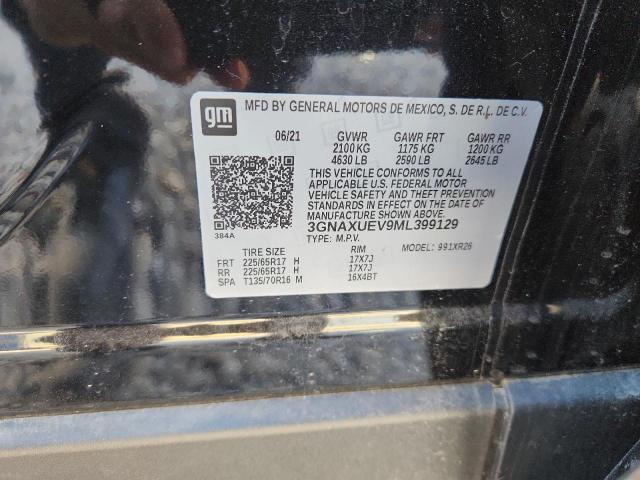 gm
MFD BY GENERAL MOTORS DE MEXICO, S. DE R.L. DE C.V.
06/21 GVWR GAWR FRT GAWR RR
2100 KG 1175 KG 1200 KG
4630 LB 2590 LB 2645 LB
THIS VEHICLE CONFORMS TO ALL
APPLICABLE U.S. FEDERAL MOTOR
VEHICLE SAFETY AND THEFT PREVENTION
STANDARDS IN EFFECT ON THE DATE OF
MANUFACTURE SHOWN ABOVE.
3GNAXUEV9ML399129
384A
TYPE: M.P.V. MODEL: 991XR26
TIRE SIZE RIM
FRT 225/65R17 H 17X7J
RR 225/65R17 H 17X7J
SPA T135/70R16 M 16X4BT